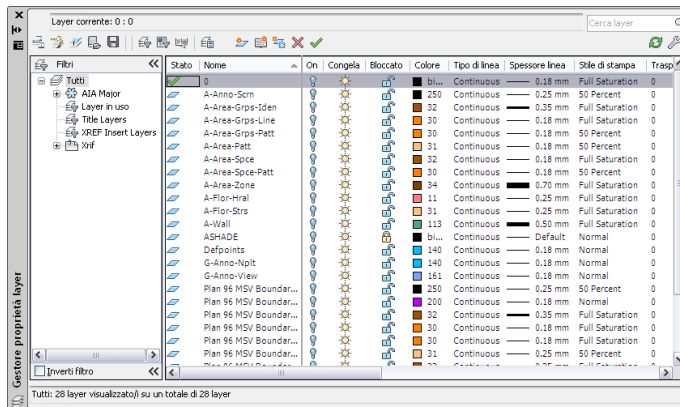 Layer corrente: 0 : 0
Cerca layer
Filtri
Tutti
AIA Major
Layer in uso
Title Layers
XREF Insert Layers
Xrif
Inverti filtro
Stato Nome On Congela Bloccato Colore Tipo di linea Spessore linea Stile di stampa Trasp
0 bi... Continuous 0.18 mm Full Saturation 0
A-Anno-Scrn 250 Continuous 0.25 mm 50 Percent 0
A-Area-Grps-Iden 32 Continuous 0.35 mm Full Saturation 0
A-Area-Grps-Line 30 Continuous 0.18 mm Full Saturation 0
A-Area-Grps-Patt 30 Continuous 0.18 mm 50 Percent 0
A-Area-Patt 31 Continuous 0.18 mm 50 Percent 0
A-Area-Spce 32 Continuous 0.18 mm Full Saturation 0
A-Area-Spce-Patt 30 Continuous 0.18 mm 50 Percent 0
A-Area-Zone 34 Continuous 0.70 mm Full Saturation 0
A-Flor-Hral 11 Continuous 0.25 mm Full Saturation 0
A-Flor-Strs 31 Continuous 0.25 mm Full Saturation 0
A-Wall 113 Continuous 0.50 mm Full Saturation 0
ASHADE bi... Continuous Default Normal 0
Defpoints 140 Continuous 0.18 mm Normal 0
G-Anno-Nplt 140 Continuous 0.18 mm Normal 0
G-Anno-View 161 Continuous 0.18 mm Normal 0
Plan 96 MSV Boundar... 250 Continuous 0.25 mm 50 Percent 0
Plan 96 MSV Boundar... 200 Continuous 0.18 mm Normal 0
Plan 96 MSV Boundar... 32 Continuous 0.35 mm Full Saturation 0
Plan 96 MSV Boundar... 30 Continuous 0.18 mm Full Saturation 0
Plan 96 MSV Boundar... 30 Continuous 0.18 mm Full Saturation 0
Plan 96 MSV Boundar... 31 Continuous 0.25 mm 50 Percent 0
Gestore proprietà layer
Tutti: 28 layer visualizzato/i su un totale di 28 layer